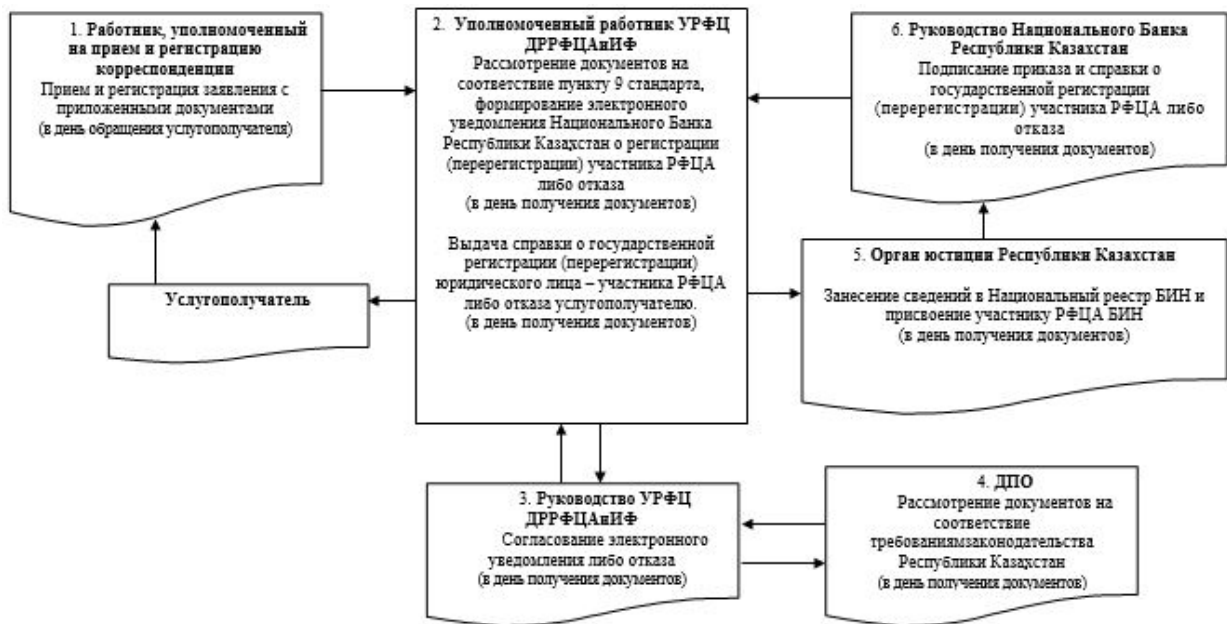 1. Работник, уполномоченный
на прием и регистрацию
корреспонденции
Прием и регистрация заявления с
приложенными документами
(в день обращения услугополучателя)
Услугополучатель
2. Уполномоченный работник УРФЦ
ДРРФЦАиИФ
Рассмотрение документов на
соответствие пункту 9 стандарта,
формирование электронного
уведомления Национального Банка
Республики Казахстан о регистрации
(перерегистрации) участника РФЦА
либо отказа
(в день получения документов)
Выдача справки о государственной
регистрации (перерегистрации)
юридического лица – участника РФЦА
либо отказа услугополучателю.
(в день получения документов)
3. Руководство УРФЦ
ДРРФЦАиИФ
Согласование электронного
уведомления либо отказа
(в день получения документов)
4. ДПО
Рассмотрение документов на
соответствие
требованиямзаконодательства
Республики Казахстан
(в день получения документов)
5. Орган юстиции Республики Казахстан
Занесение сведений в Национальный реестр БИН и
присвоение участнику РФЦА БИН
(в день получения документов)
6. Руководство Национального Банка
Республики Казахстан
Подписание приказа и справки о
государственной регистрации
(перерегистрации) участника РФЦА либо
отказа
(в день получения документов)